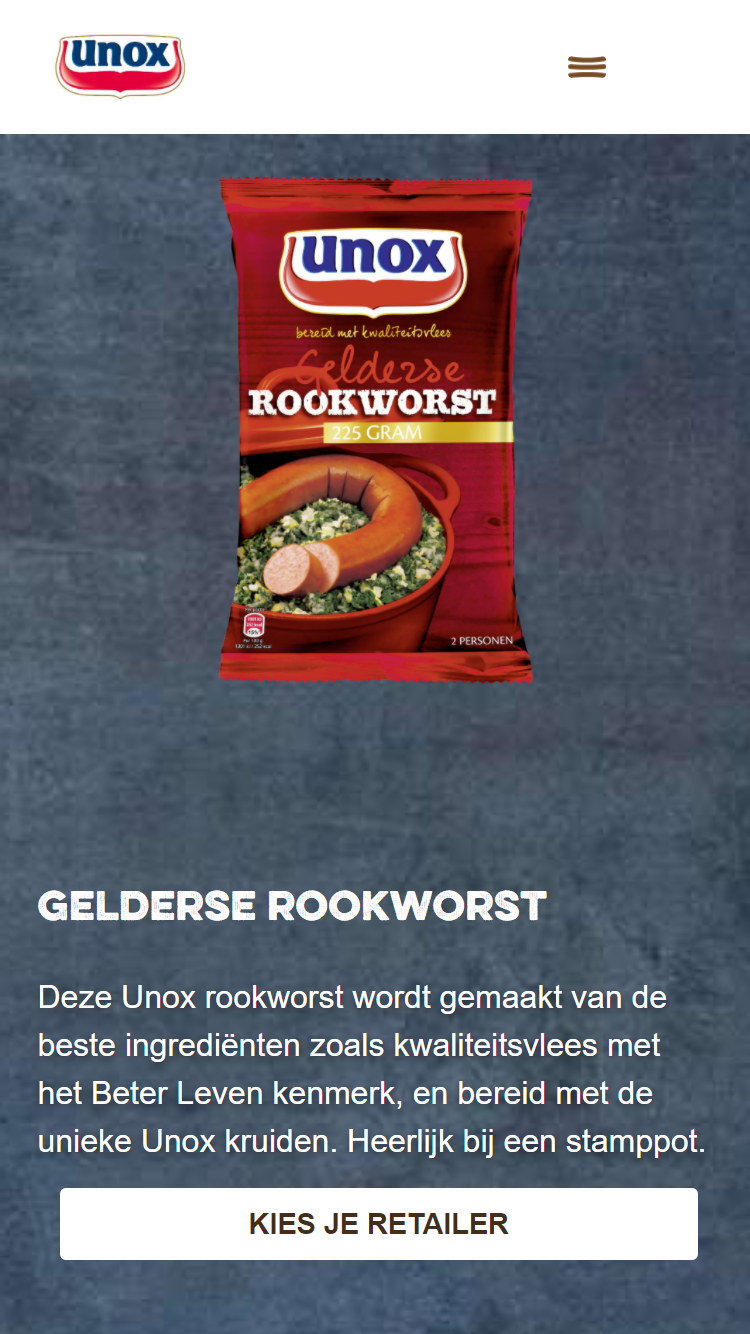 Unox
Unox
bereid met kwaliteitsvlees
Gelderse
ROOKWORST
225 GRAM
2 PERSONEN
GELDERSE ROOKWORST
Deze Unox rookworst wordt gemaakt van de
beste ingrediënten zoals kwaliteitsvlees met
het Beter Leven kenmerk, en bereid met de
unieke Unox kruiden. Heerlijk bij een stamppot.
KIES JE RETAILER